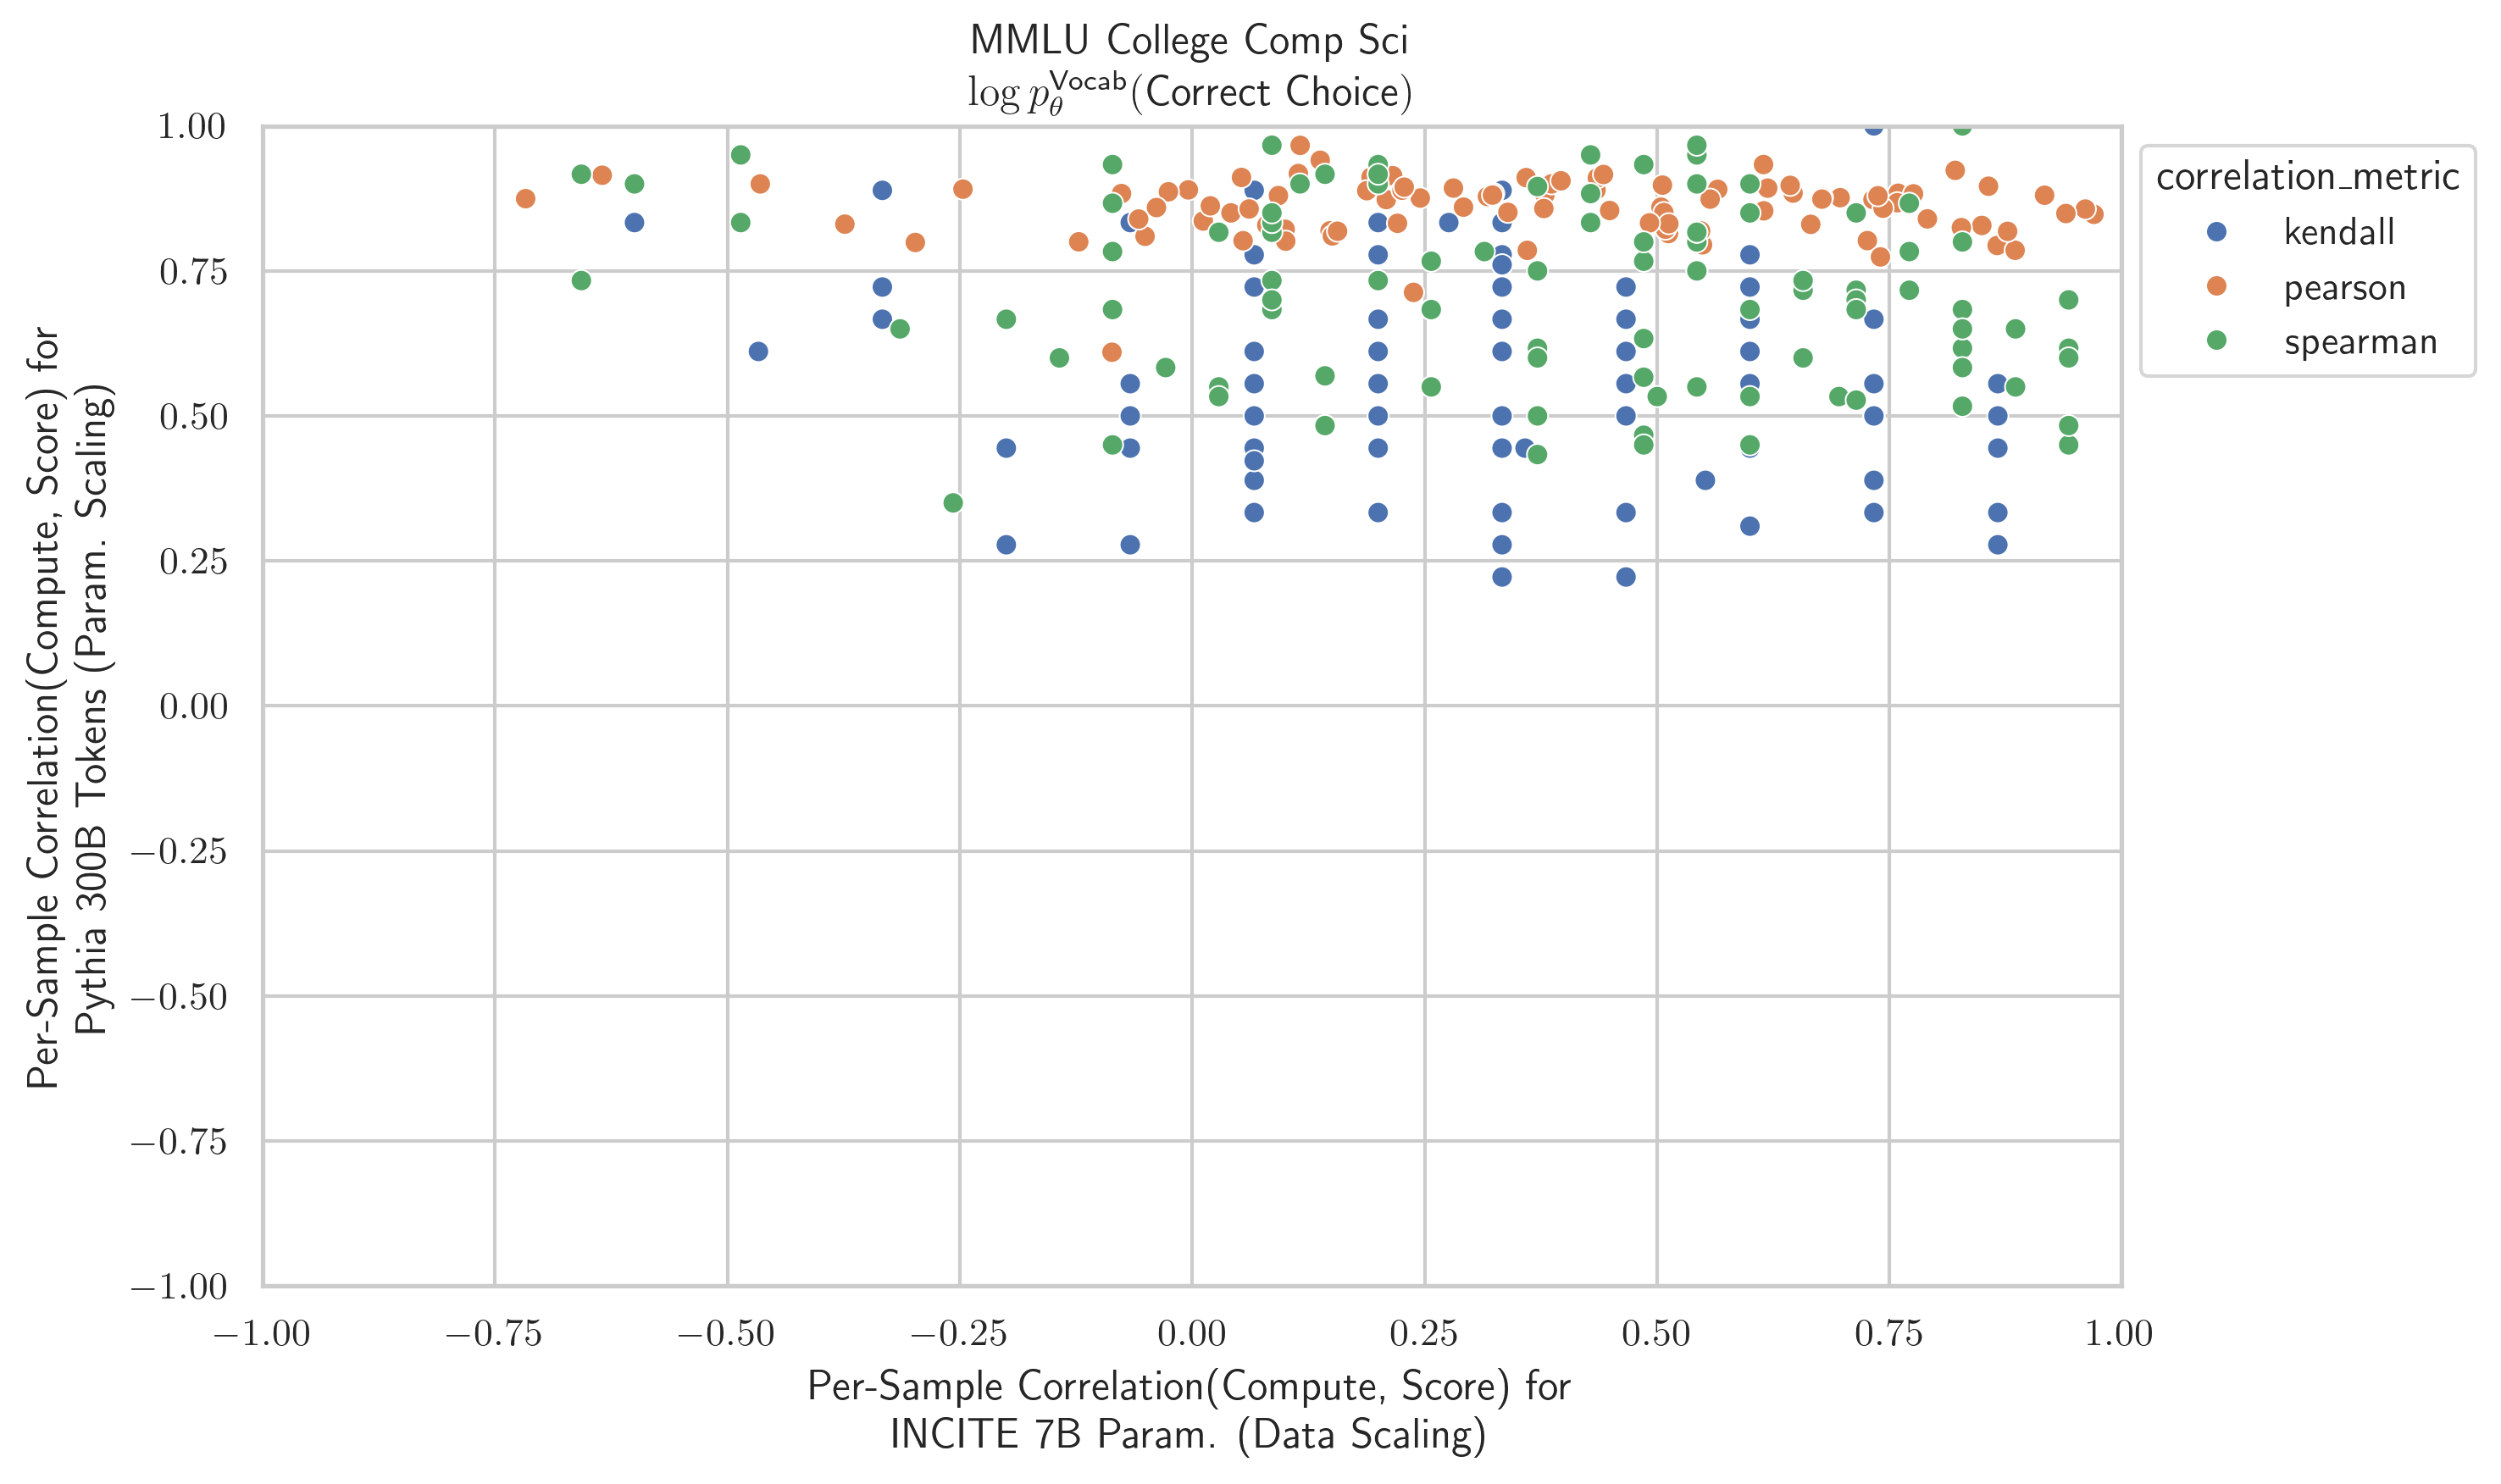 MMLU College Comp Sci
log p_θ^Vocab(Correct Choice)
1.00
0.75
0.50
0.25
0.00
−0.25
−0.50
−0.75
−1.00
Per-Sample Correlation(Compute, Score) for
Pythia 300B Tokens (Param. Scaling)
correlation_metric
kendall
pearson
spearman
−1.00
−0.75
−0.50
−0.25
0.00
0.25
0.50
0.75
1.00
Per-Sample Correlation(Compute, Score) for
INCITE 7B Param. (Data Scaling)